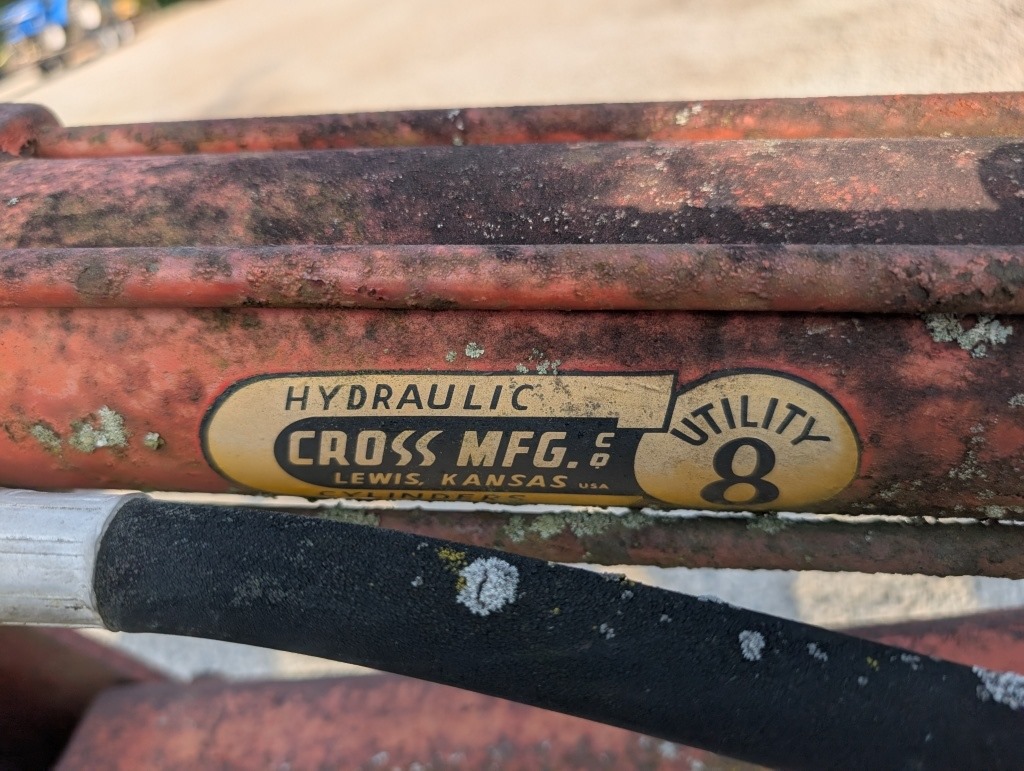 HYDRAULIC
CROSS MFG. CO
LEWIS, KANSAS USA
CYLINDERS
UTILITY
8